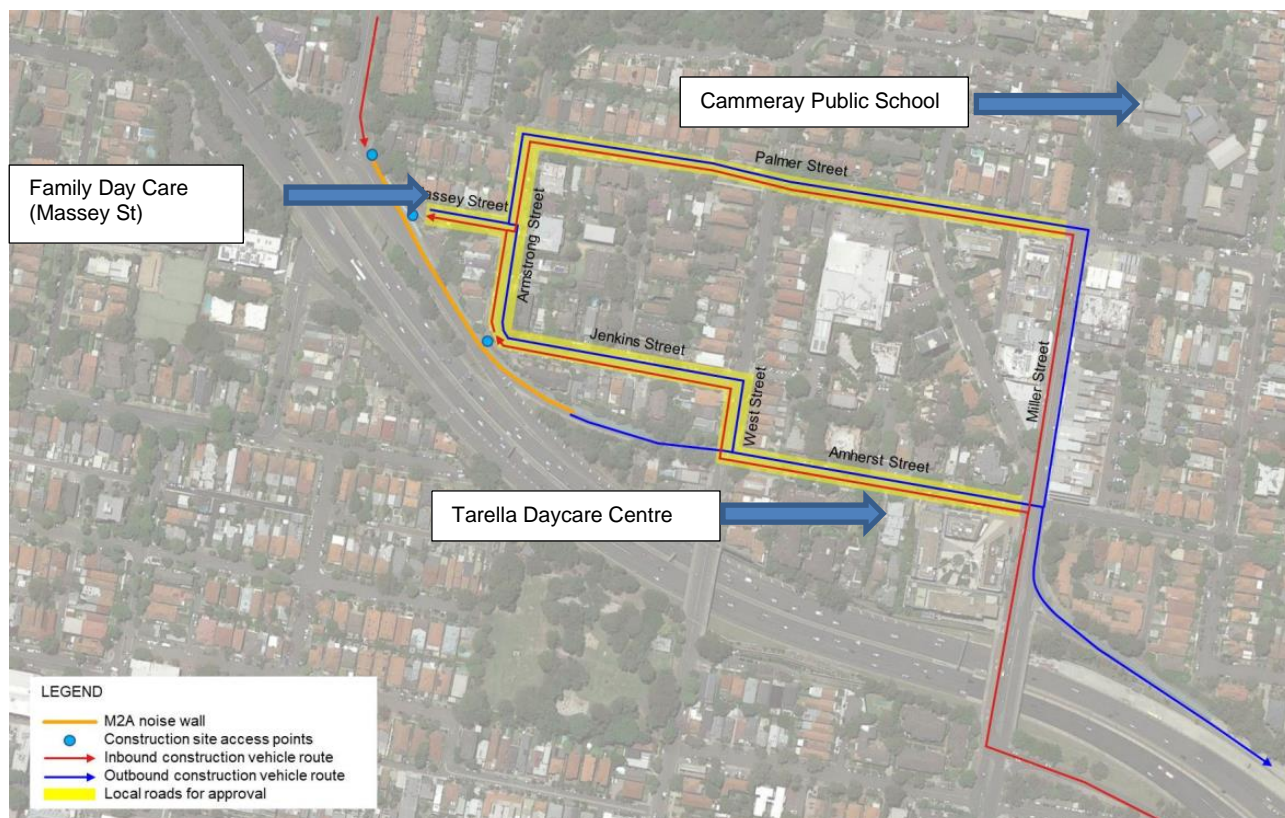 Cammeray Public School
Palmer Street
Family Day Care
(Massey St)
assey Street
Armstrong Street
Jenkins Street
Miller Street
West Street
Amherst Street
Tarella Daycare Centre
LEGEND
M2A noise wall
Construction site access points
Inbound construction vehicle route
Outbound construction vehicle route
Local roads for approval